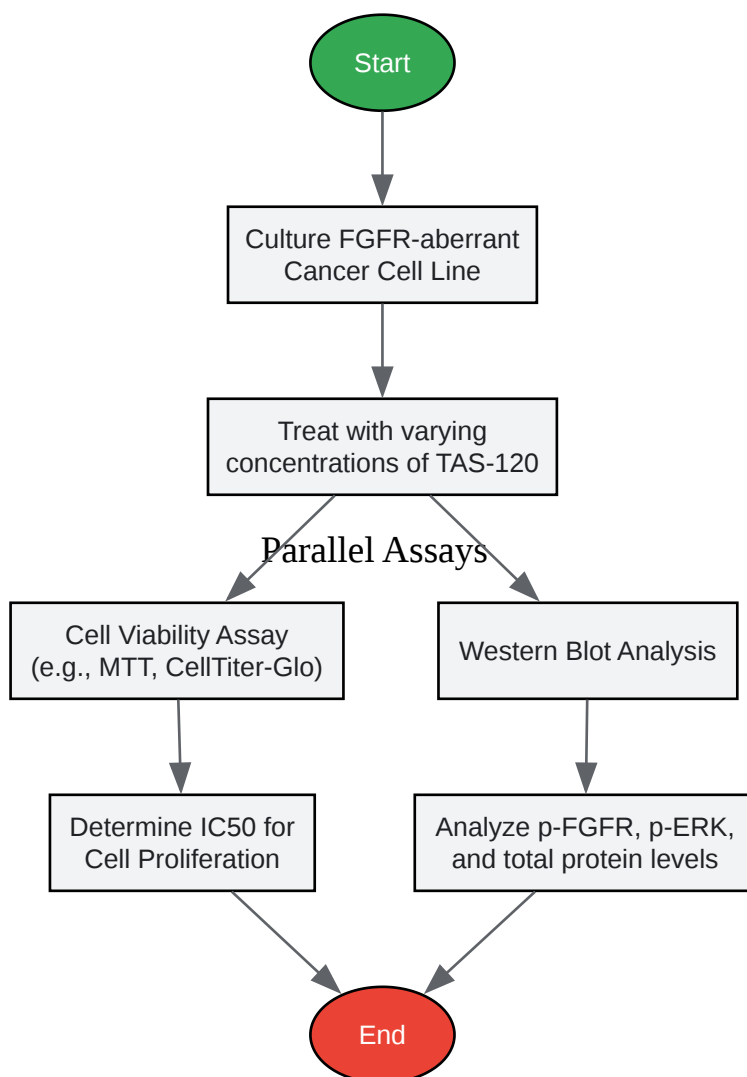 Start
Culture FGFR-aberrant
Cancer Cell Line
Treat with varying
concentrations of TAS-120
Parallel Assays
Cell Viability Assay
(e.g., MTT, CellTiter-Glo)
Western Blot Analysis
Determine IC50 for
Cell Proliferation
Analyze p-FGFR, p-ERK,
and total protein levels
End